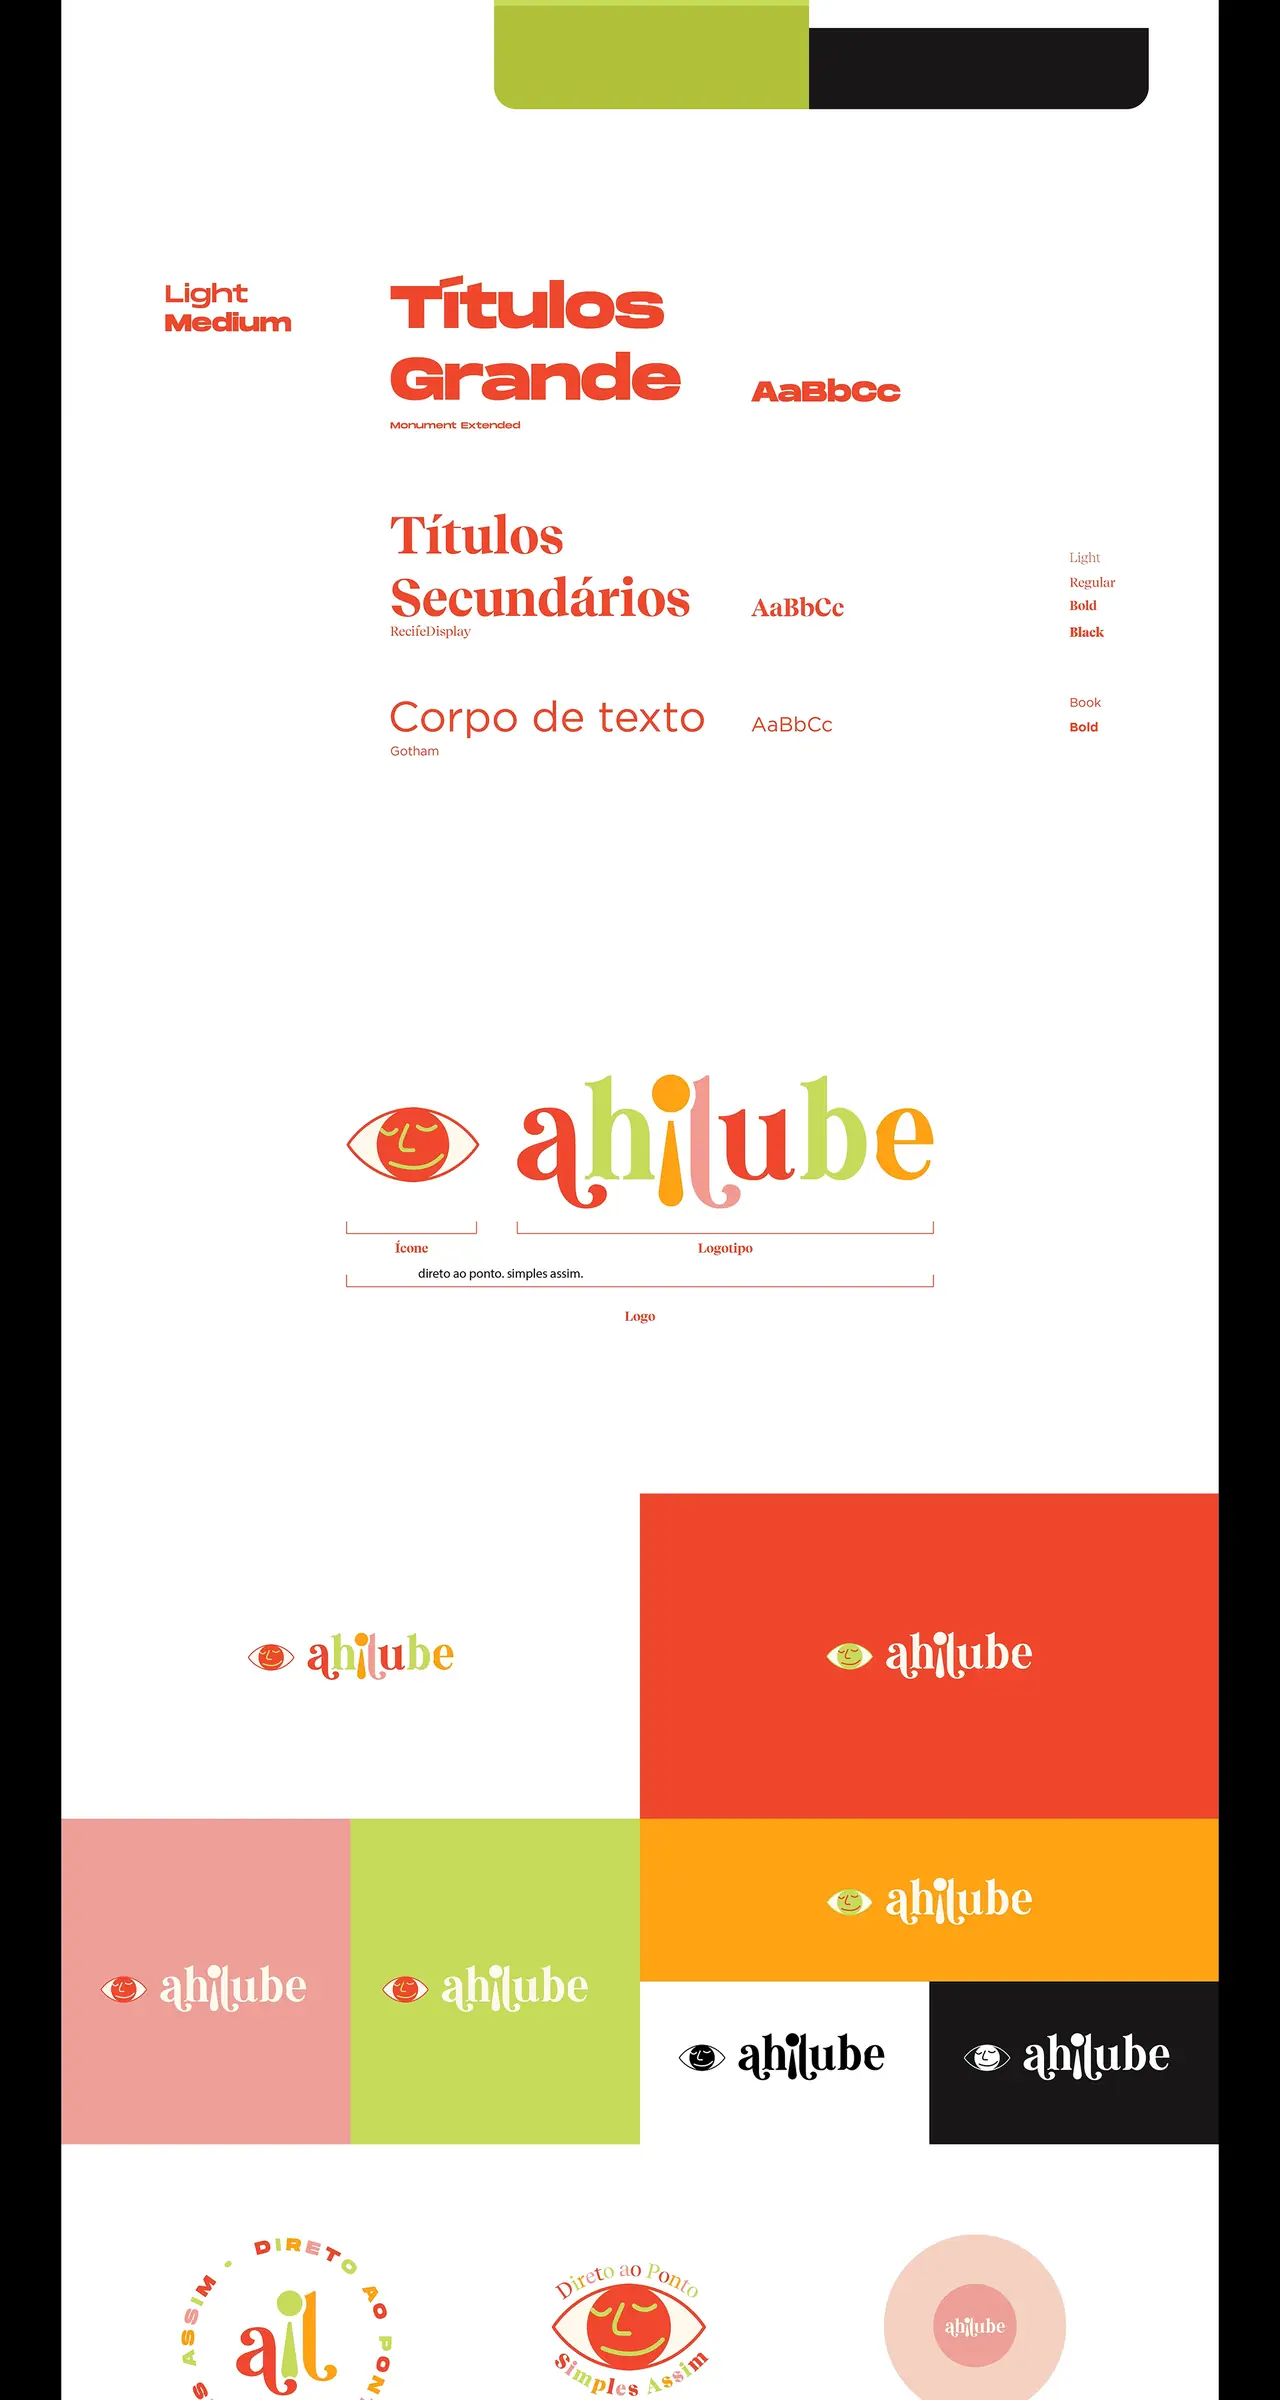 Light
Medium
Títulos
Grande
AaBbCc
Monument Extended
Títulos
Secundários
AaBbCc
RecifeDisplay
Light
Regular
Bold
Black
Corpo de texto
AaBbCc
Gotham
Book
Bold
ahilube
Ícone
Logotipo
direto ao ponto. simples assim.
Logo
ahilube
ahilube
ahilube
ahilube
ahilube
ahilube
ahilube
DIRETO AO PON
S ASSIM •
ail
Direto ao Ponto
Simples Assim
ahilube